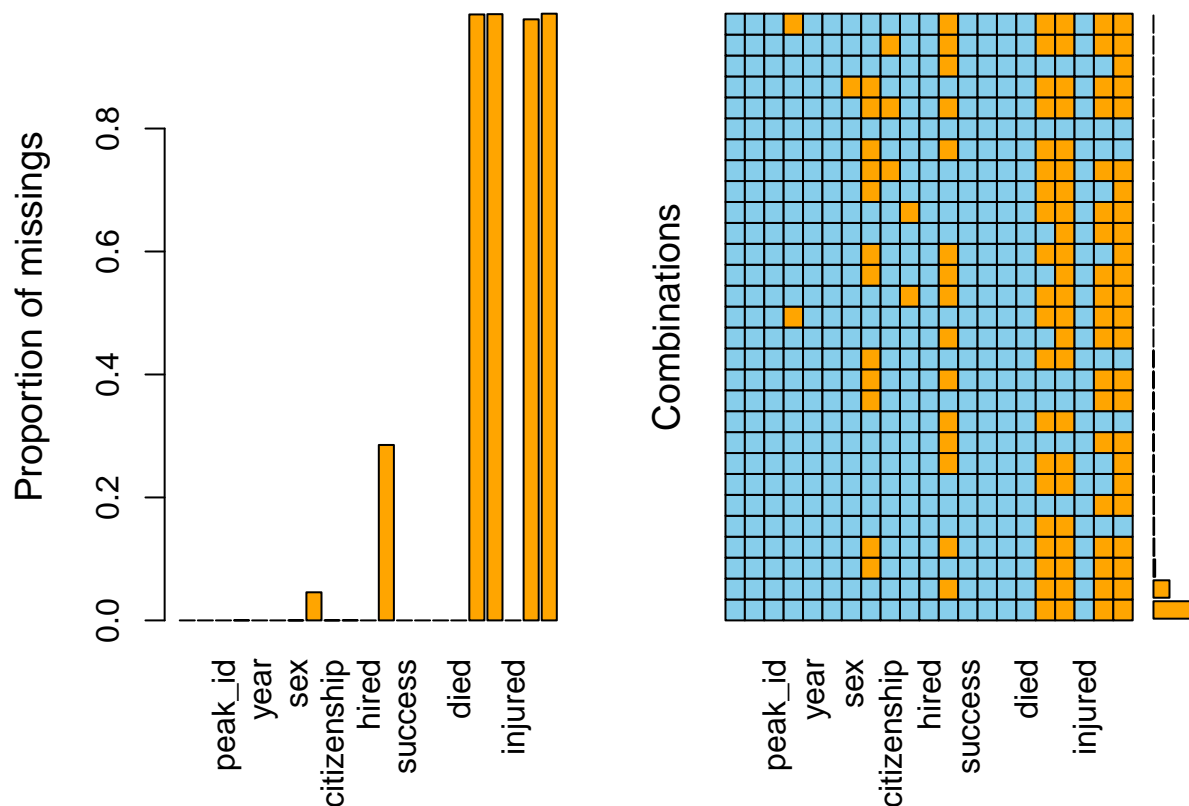 Proportion of missings
0.8
0.6
0.4
0.2
0.0
peak_id
year
sex
citizenship
hired
success
died
injured
Combinations
peak_id
year
sex
citizenship
hired
success
died
injured